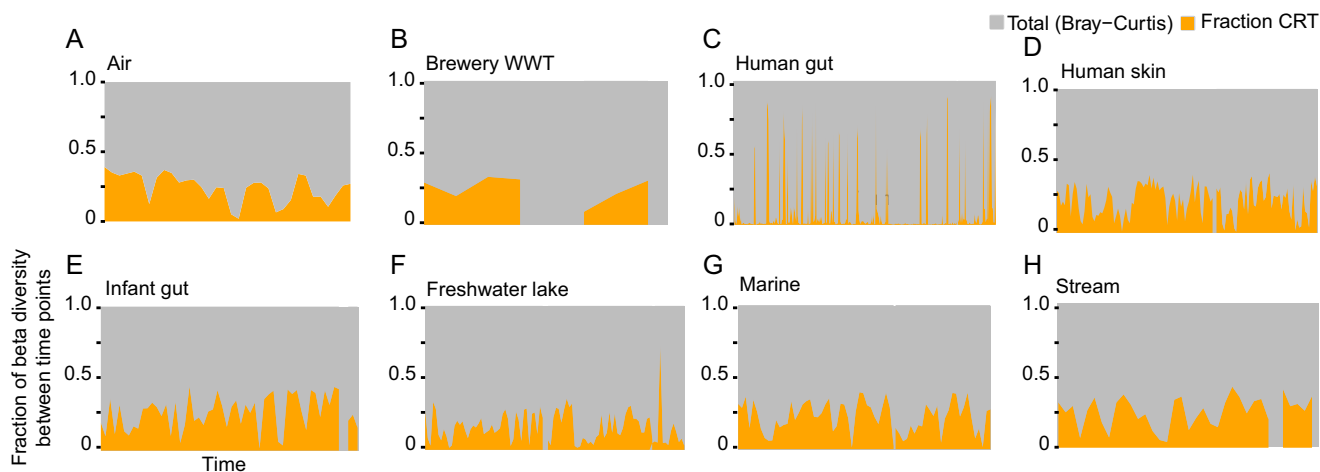 Total (Bray−Curtis) Fraction CRT
A
Air
1.0
0.5
0
B
Brewery WWT
1.0
0.5
0
C
Human gut
1.0
0.5
0
D
Human skin
1.0
0.5
0
Fraction of beta diversity
between time points
E
Infant gut
1.0
0.5
0
Time
F
Freshwater lake
1.0
0.5
0
G
Marine
1.0
0.5
0
H
Stream
1.0
0.5
0